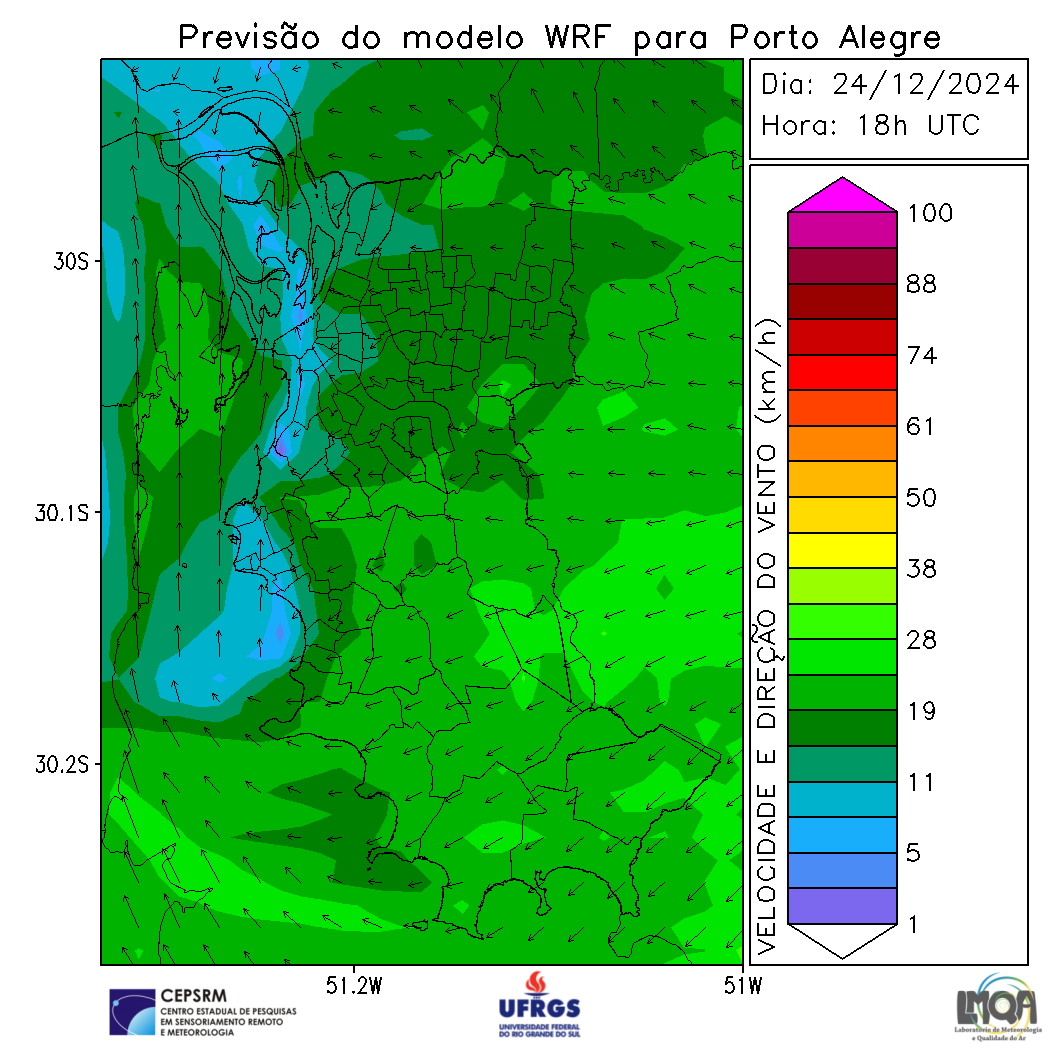 Previsão do modelo WRF para Porto Alegre
Dia: 24/12/2024
Hora: 18h UTC
30S
30.1S
30.2S
51.2W
51W
VELOCIDADE E DIREÇÃO DO VENTO (km/h)
100
88
74
61
50
38
28
19
11
5
1
CEPSRM
CENTRO ESTADUAL DE PESQUISAS
EM SENSORIAMENTO REMOTO
E METEOROLOGIA
UFRGS
UNIVERSIDADE FEDERAL
DO RIO GRANDE DO SUL
LMQA
Laboratório de Meteorologia
e Qualidade do Ar